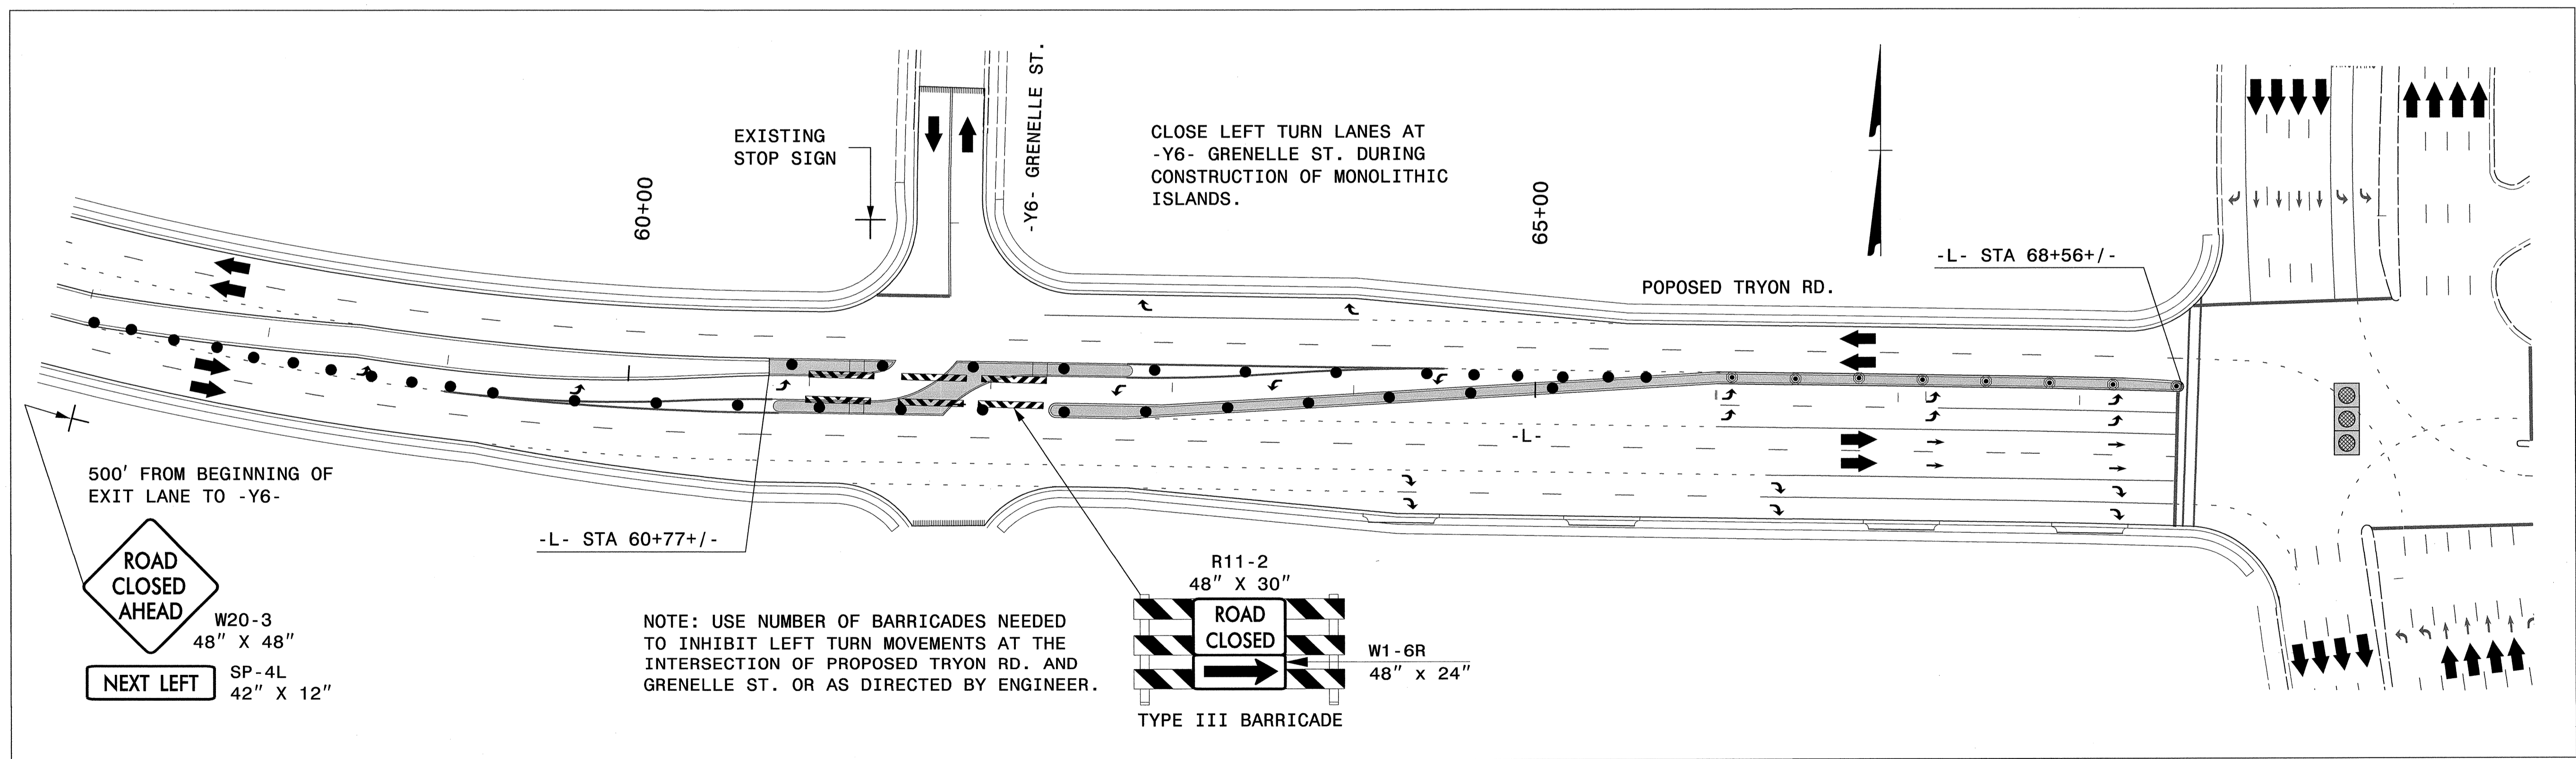 EXISTING
STOP SIGN
-Y6- GRENELLE ST.
CLOSE LEFT TURN LANES AT
-Y6- GRENELLE ST. DURING
CONSTRUCTION OF MONOLITHIC
ISLANDS.
60+00
65+00
-L- STA 68+56+/-
POPOSED TRYON RD.
-L-
500' FROM BEGINNING OF
EXIT LANE TO -Y6-
ROAD
CLOSED
AHEAD
W20-3
48" X 48"
NEXT LEFT
SP-4L
42" X 12"
-L- STA 60+77+/-
NOTE: USE NUMBER OF BARRICADES NEEDED
TO INHIBIT LEFT TURN MOVEMENTS AT THE
INTERSECTION OF PROPOSED TRYON RD. AND
GRENELLE ST. OR AS DIRECTED BY ENGINEER.
R11-2
48" X 30"
ROAD
CLOSED
W1-6R
48" x 24"
TYPE III BARRICADE